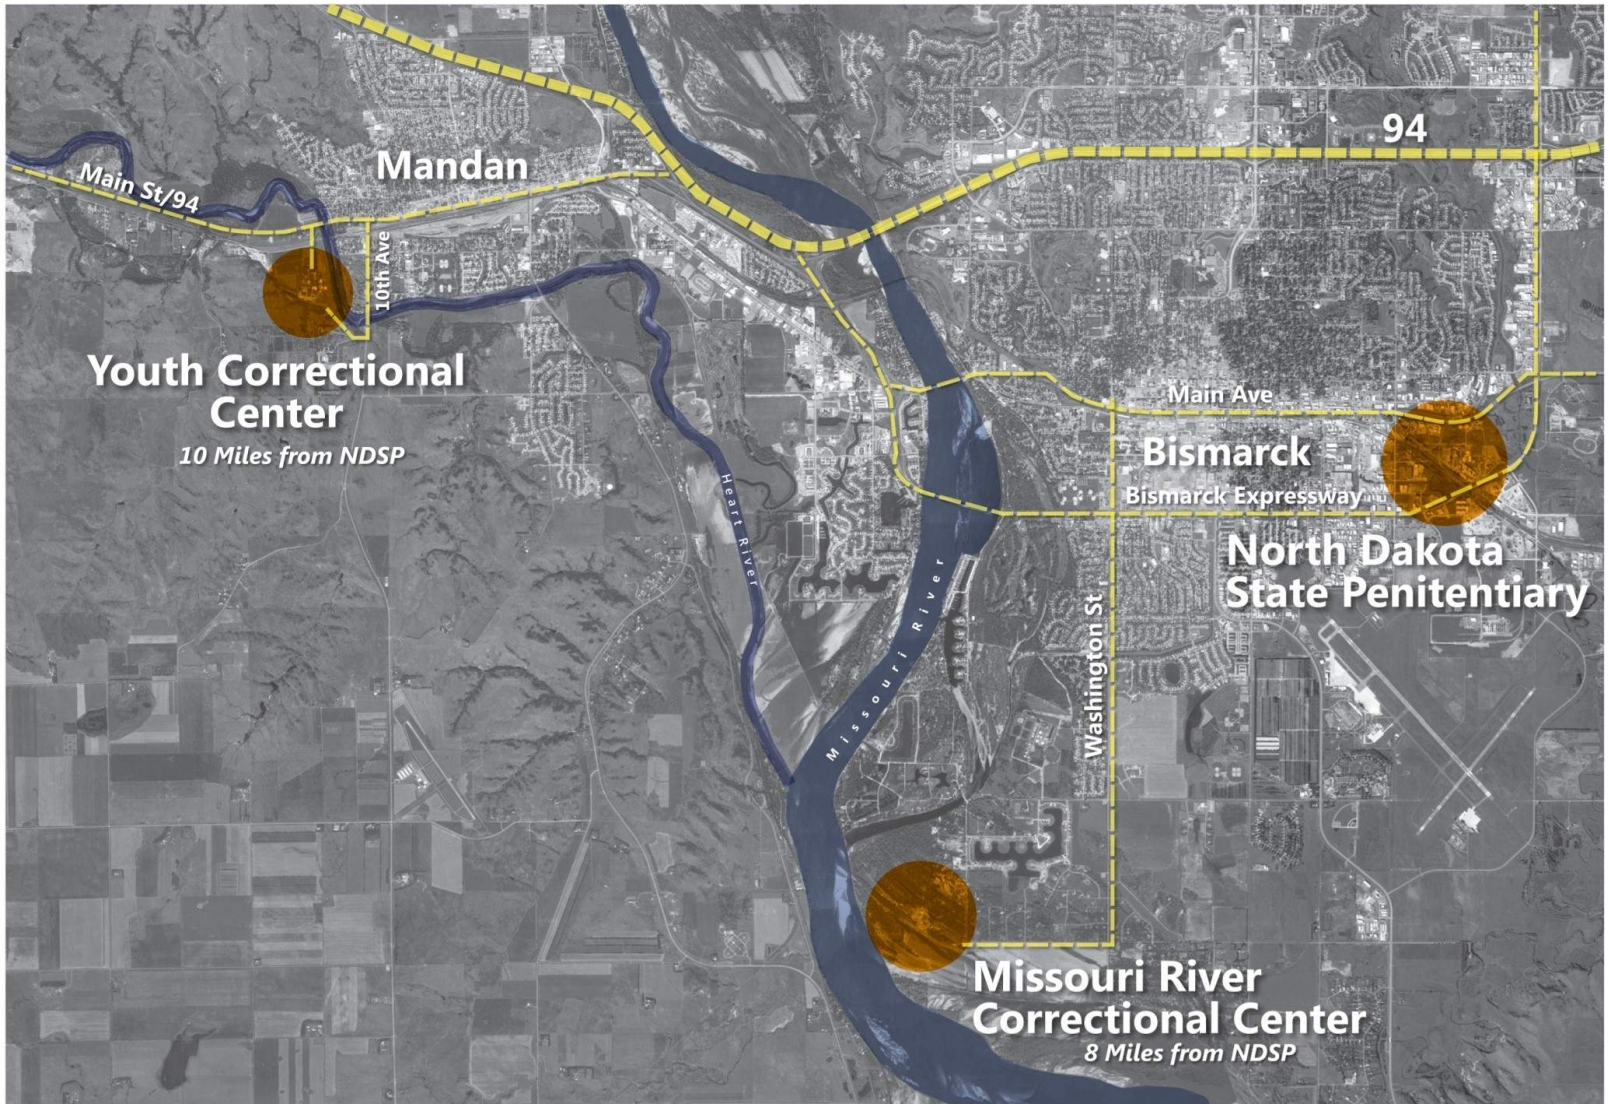 94
Mandan
Main St/94
10th Ave
Youth Correctional
Center
10 Miles from NDSP
Main Ave
Bismarck
Bismarck Expressway
North Dakota
State Penitentiary
Heart River
Missouri River
Washington St
Missouri River
Correctional Center
8 Miles from NDSP